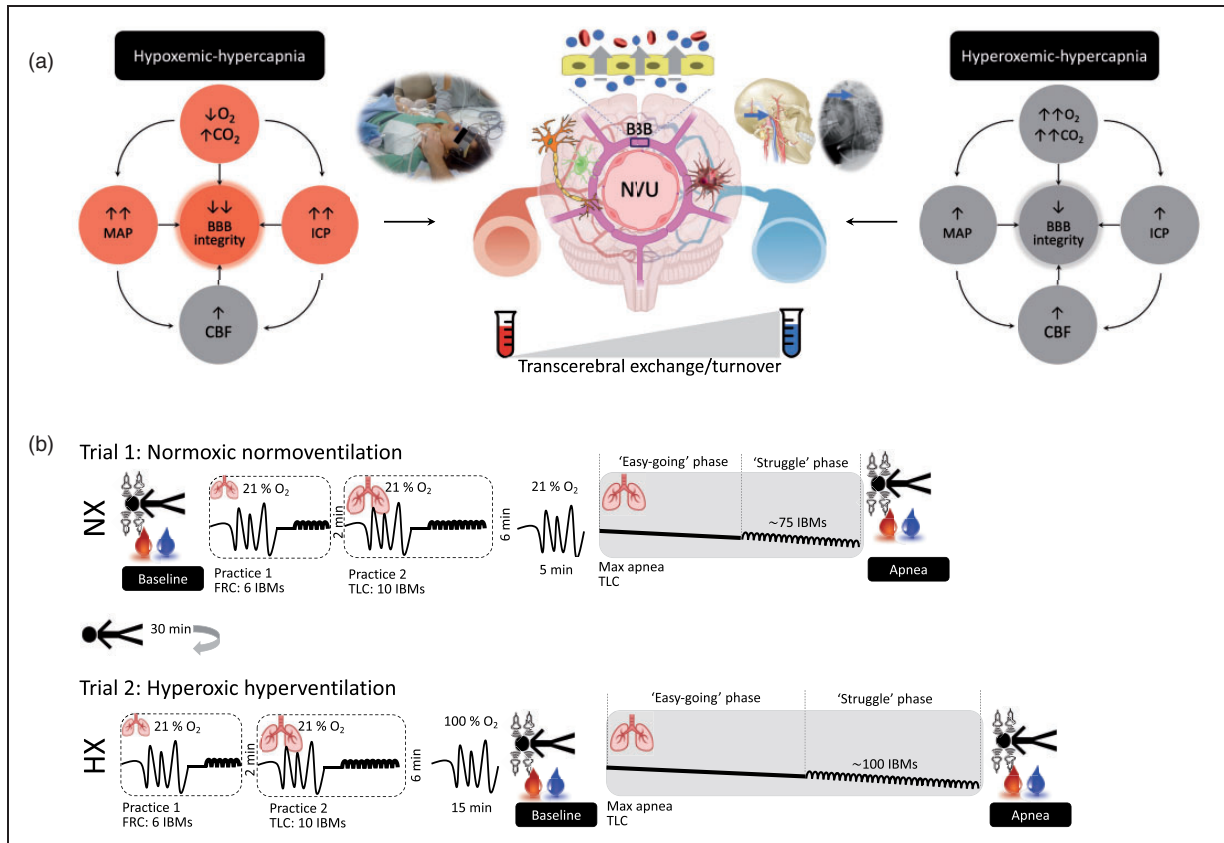 (a)
Hypoxemic-hypercapnia
↓O₂
↑CO₂
↑↑
MAP
↓↓
BBB
integrity
↑↑
ICP
↑
CBF
BBB
NVU
Transcerebral exchange/turnover
Hyperoxemic-hypercapnia
↑↑O₂
↑↑CO₂
↑
MAP
↓
BBB
integrity
↑
ICP
↑
CBF
(b)
Trial 1: Normoxic normoventilation
NX
Baseline
21 % O₂
Practice 1
FRC: 6 IBMs
2 min
21 % O₂
Practice 2
TLC: 10 IBMs
6 min
21 % O₂
5 min
'Easy-going' phase
'Struggle' phase
~75 IBMs
Max apnea
TLC
Apnea
30 min
Trial 2: Hyperoxic hyperventilation
HX
21 % O₂
Practice 1
FRC: 6 IBMs
2 min
21 % O₂
Practice 2
TLC: 10 IBMs
6 min
100 % O₂
15 min
Baseline
'Easy-going' phase
'Struggle' phase
~100 IBMs
Max apnea
TLC
Apnea